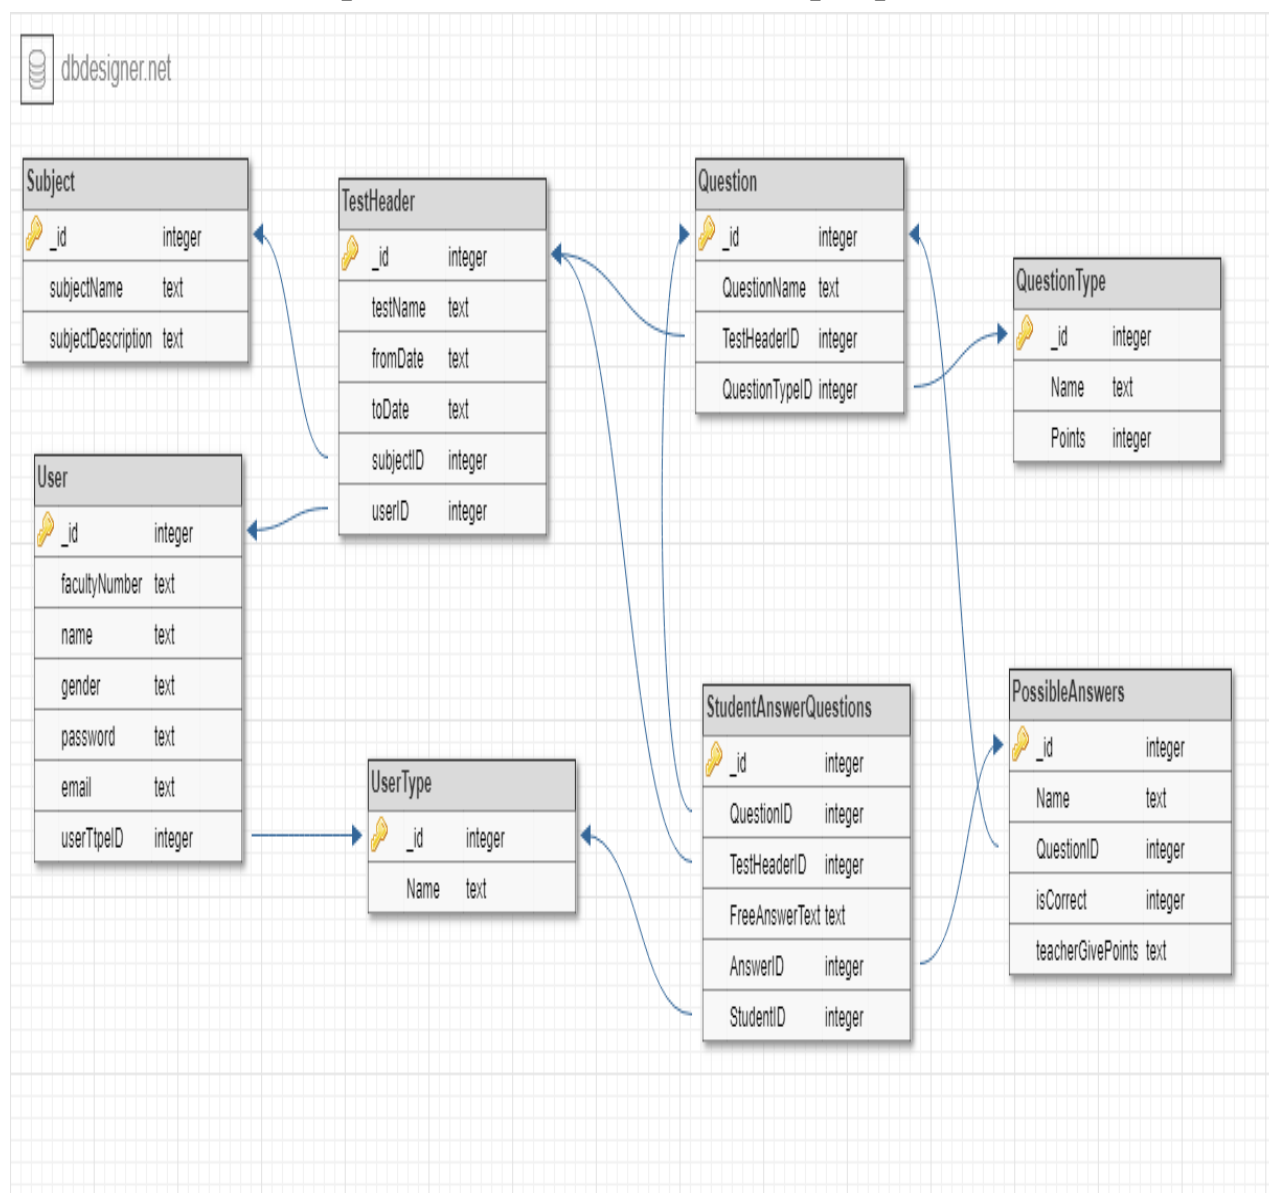 dbdesigner.net
Subject
_id integer
subjectName text
subjectDescription text
TestHeader
_id integer
testName text
fromDate text
toDate text
subjectID integer
userID integer
Question
_id integer
QuestionName text
TestHeaderID integer
QuestionTypeID integer
QuestionType
_id integer
Name text
Points integer
User
_id integer
facultyNumber text
name text
gender text
password text
email text
userTtpeID integer
UserType
_id integer
Name text
StudentAnswerQuestions
_id integer
QuestionID integer
TestHeaderID integer
FreeAnswerText text
AnswerID integer
StudentID integer
PossibleAnswers
_id integer
Name text
QuestionID integer
isCorrect integer
teacherGivePoints text